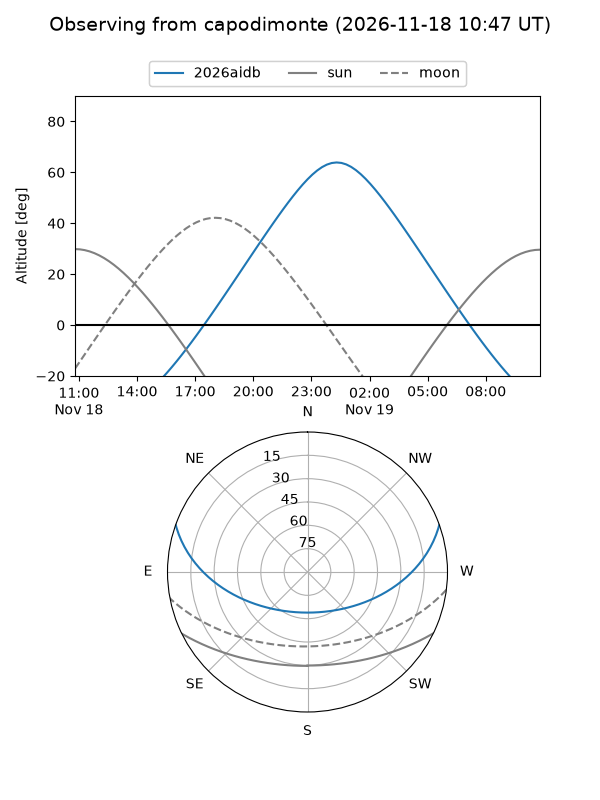 Observing from capodimonte (2026-11-18 10:47 UT)
2026aidb sun moon
80
60
40
20
0
−20
Altitude [deg]
11:00 14:00 17:00 20:00 23:00 02:00 05:00 08:00
Nov 18 Nov 19
N
NE NW
15
30
45
60
75
E W
SE SW
S